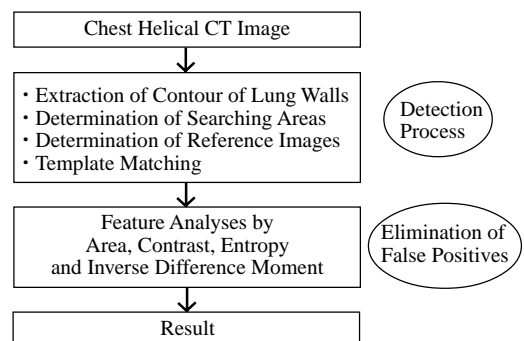 Chest Helical CT Image
・Extraction of Contour of Lung Walls
・Determination of Searching Areas
・Determination of Reference Images
・Template Matching
Detection
Process
Feature Analyses by
Area, Contrast, Entropy
and Inverse Difference Moment
Elimination of
False Positives
Result